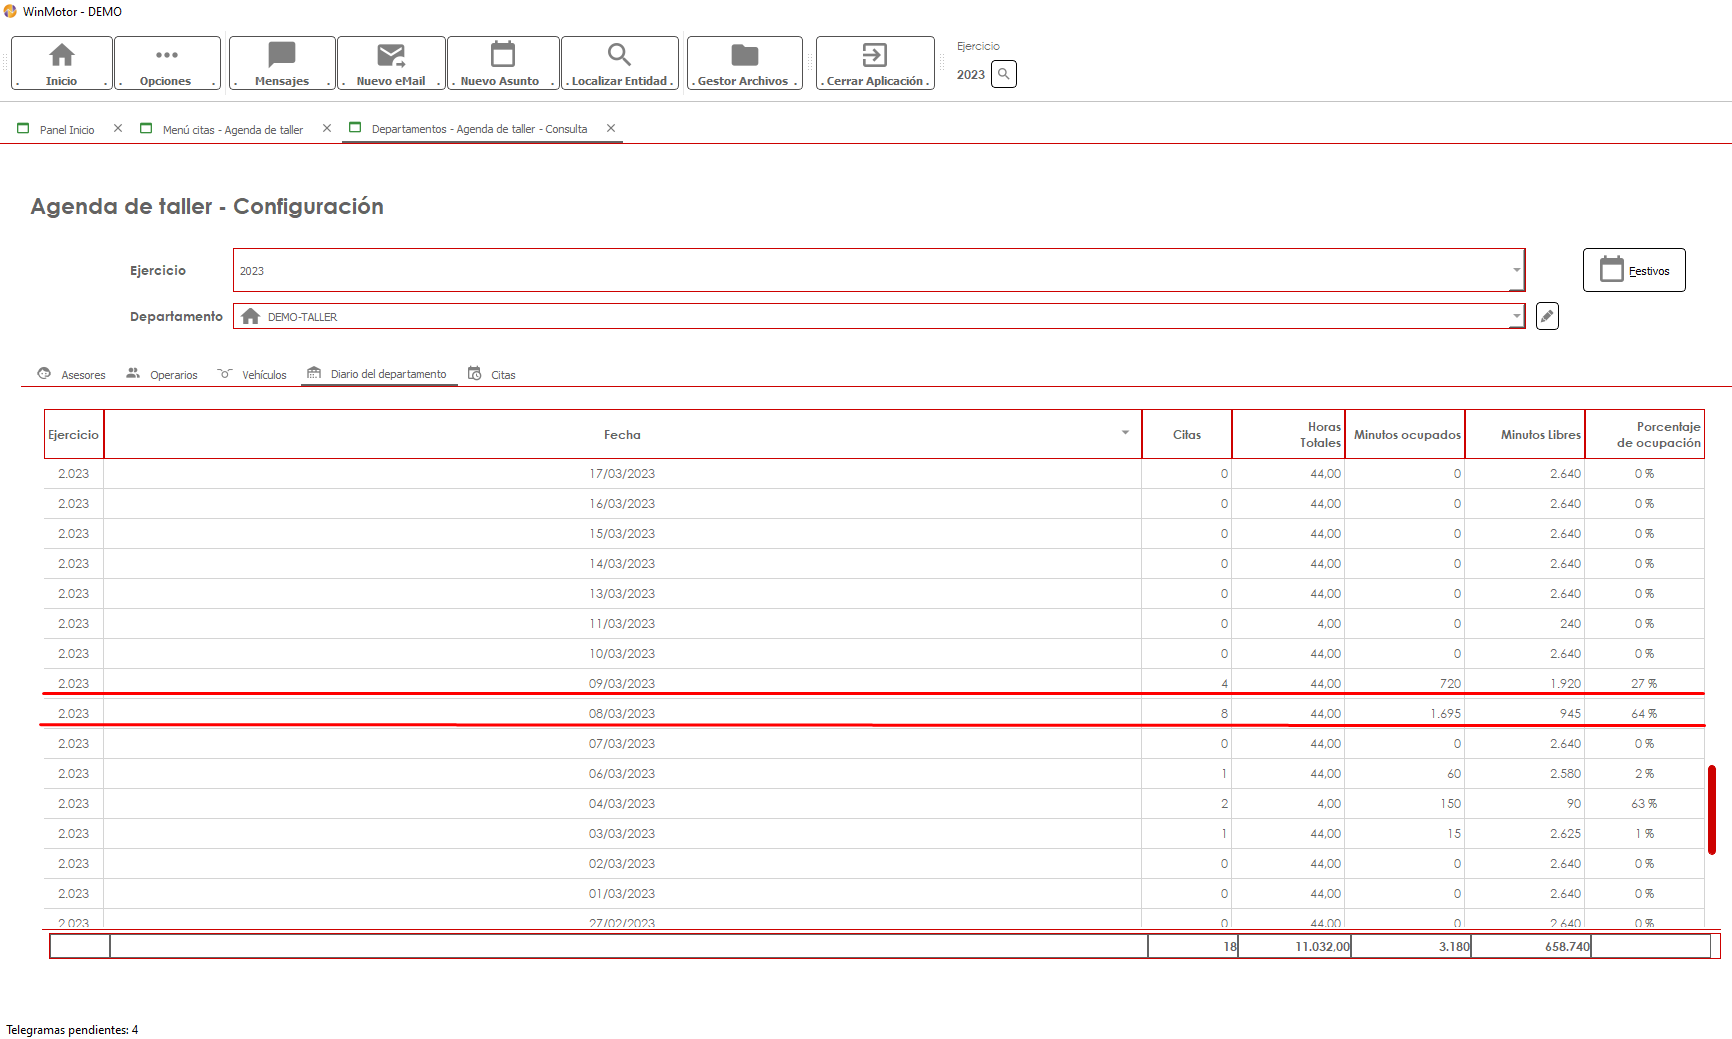 WinMotor - DEMO
. Inicio .
. Opciones .
. Mensajes .
. Nuevo eMail .
. Nuevo Asunto .
. Localizar Entidad .
. Gestor Archivos .
. Cerrar Aplicación .
Ejercicio
2023
Panel Inicio
Menú citas - Agenda de taller
Departamentos - Agenda de taller - Consulta
Agenda de taller - Configuración
Ejercicio 2023
Festivos
Departamento DEMO-TALLER
Asesores Operarios Vehículos Diario del departamento Citas
Ejercicio Fecha Citas Horas Totales Minutos ocupados Minutos Libres Porcentaje de ocupación
2.023 17/03/2023 0 44,00 0 2.640 0 %
2.023 16/03/2023 0 44,00 0 2.640 0 %
2.023 15/03/2023 0 44,00 0 2.640 0 %
2.023 14/03/2023 0 44,00 0 2.640 0 %
2.023 13/03/2023 0 44,00 0 2.640 0 %
2.023 11/03/2023 0 4,00 0 240 0 %
2.023 10/03/2023 0 44,00 0 2.640 0 %
2.023 09/03/2023 4 44,00 720 1.920 27 %
2.023 08/03/2023 8 44,00 1.695 945 64 %
2.023 07/03/2023 0 44,00 0 2.640 0 %
2.023 06/03/2023 1 44,00 60 2.580 2 %
2.023 04/03/2023 2 4,00 150 90 63 %
2.023 03/03/2023 1 44,00 15 2.625 1 %
2.023 02/03/2023 0 44,00 0 2.640 0 %
2.023 01/03/2023 0 44,00 0 2.640 0 %
2.023 27/02/2023 0 44,00 0 2.640 0 %
18 11.032,00 3.180 658.740
Telegramas pendientes: 4